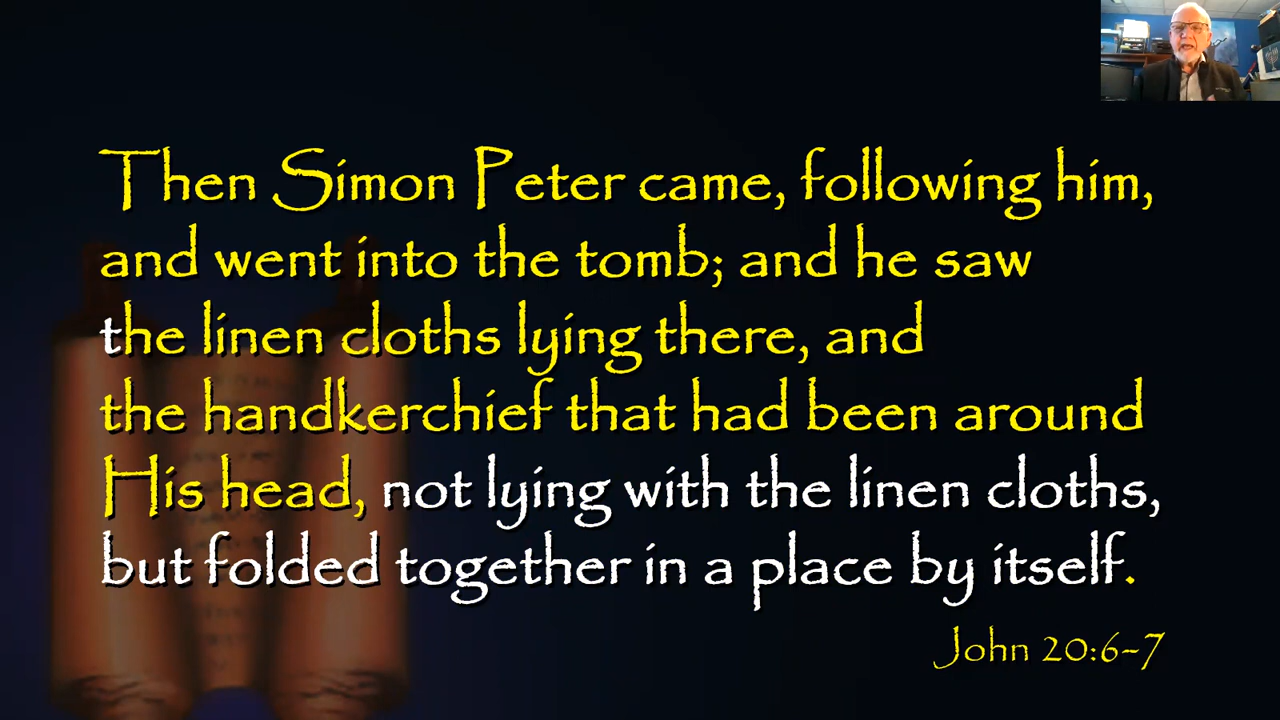 Then Simon Peter came, following him,
and went into the tomb; and he saw
the linen cloths lying there, and
the handkerchief that had been around
His head, not lying with the linen cloths,
but folded together in a place by itself.
John 20:6-7